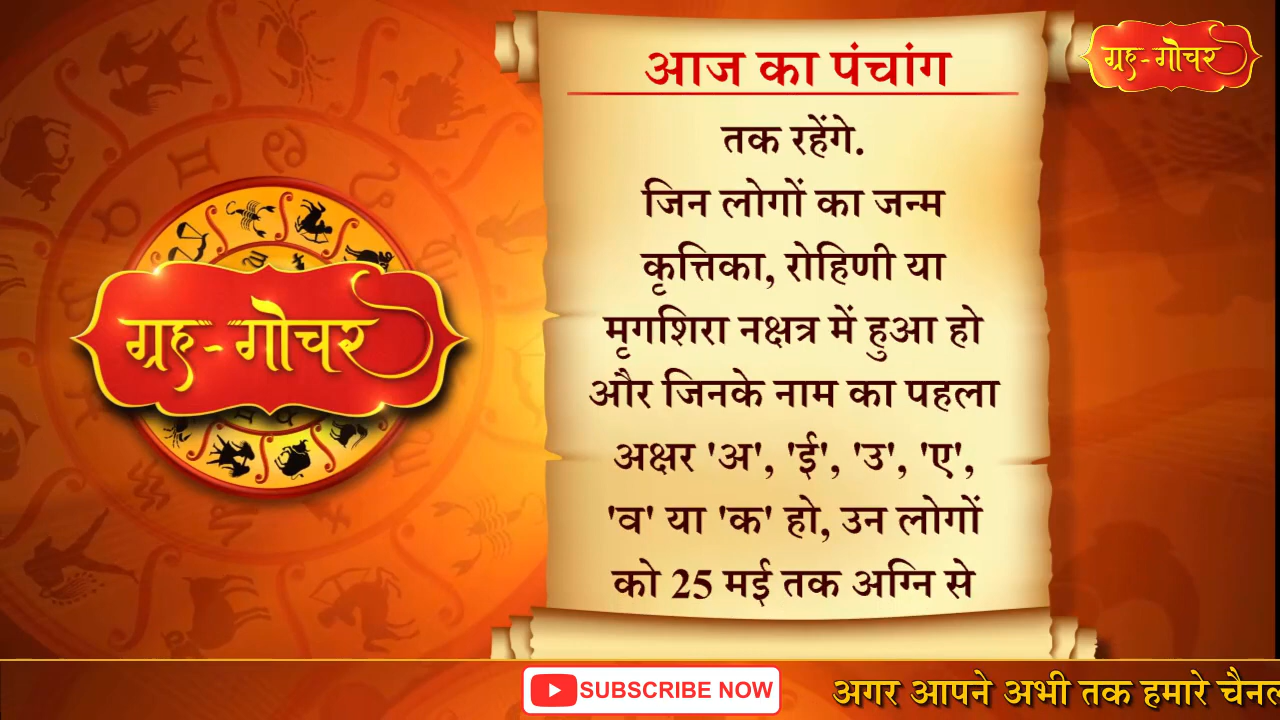 आज का पंचांग
ग्रह-गोचर
तक रहेंगे.
जिन लोगों का जन्म
कृत्तिका, रोहिणी या
मृगशिरा नक्षत्र में हुआ हो
और जिनके नाम का पहला
अक्षर 'अ', 'ई', 'उ', 'ए',
'व' या 'क' हो, उन लोगों
को 25 मई तक अग्नि से
ग्रह-गोचर
SUBSCRIBE NOW
अगर आपने अभी तक हमारे चैनल